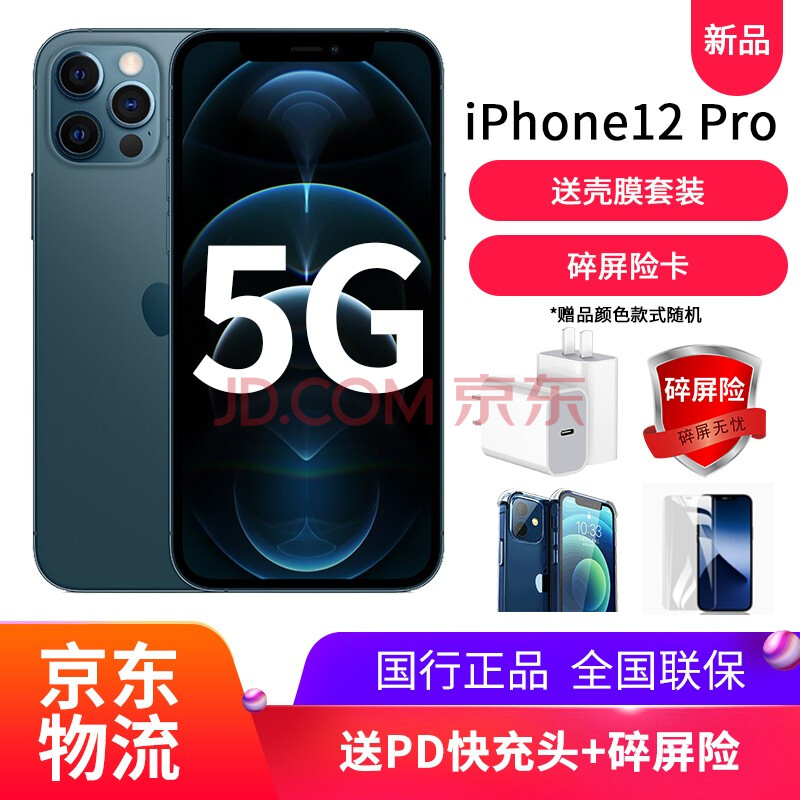 新品
iPhone12 Pro
送壳膜套装
碎屏险卡
*赠品颜色款式随机
5G
JD.COM 京东
碎屏险
碎屏无忧
京东
物流
国行正品 全国联保
送PD快充头+碎屏险